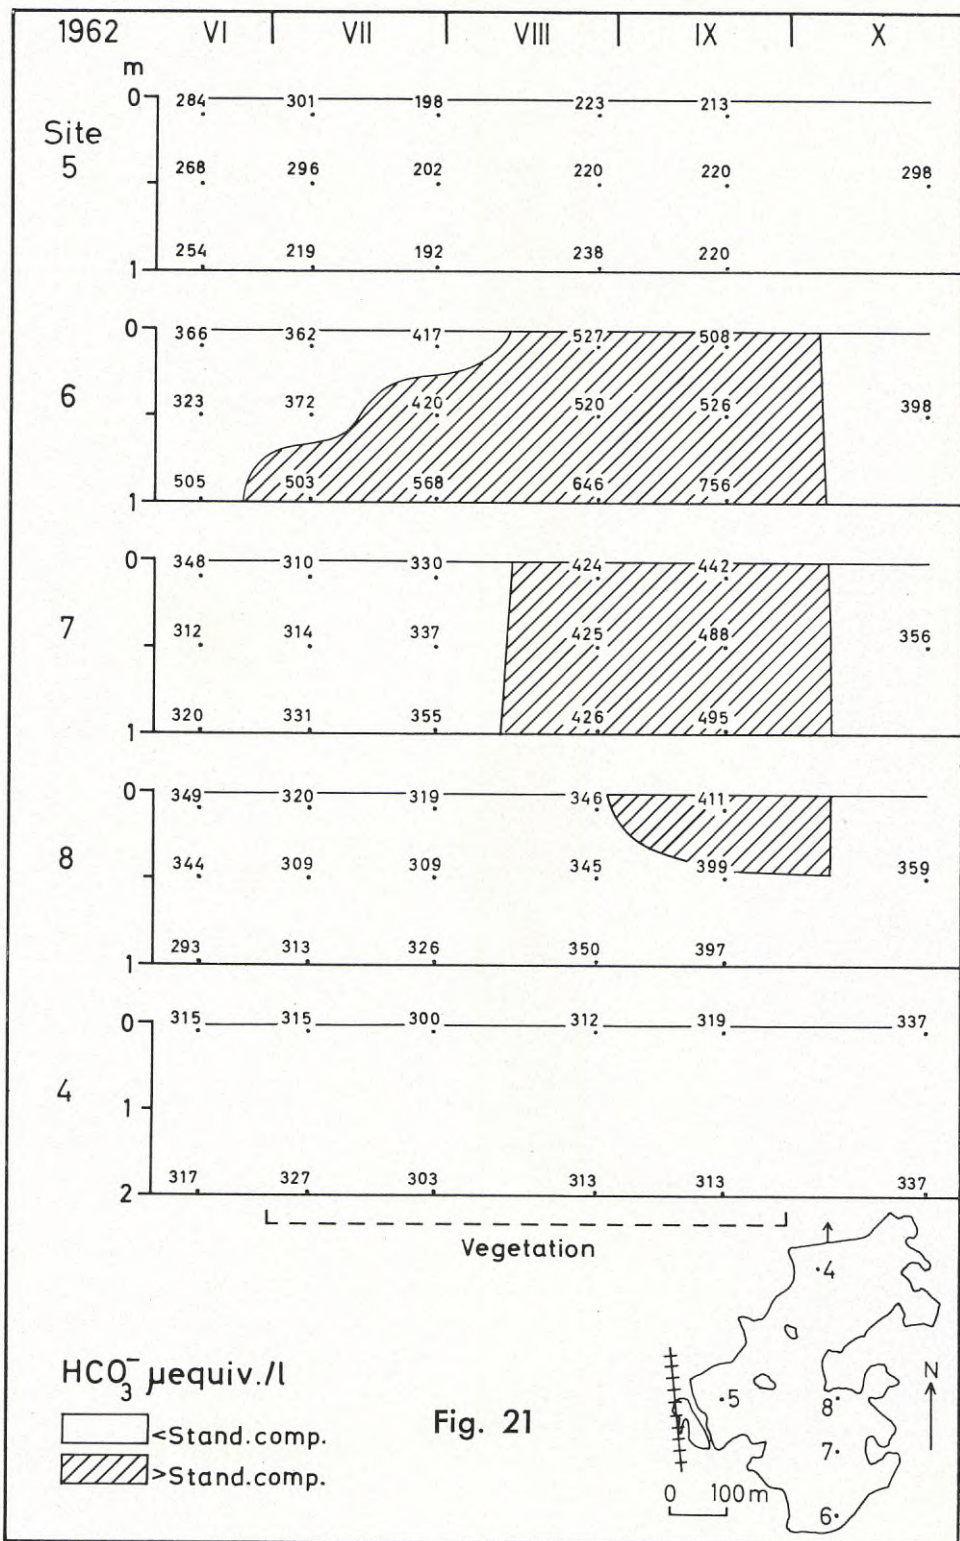 1962 VI VII VIII IX X
m
0 284 301 198 223 213
Site
5 268 296 202 220 220 298
1 254 219 192 238 220
0 366 362 417 527 508
6 323 372 420 520 526 398
1 505 503 568 646 756
0 348 310 330 424 442
7 312 314 337 425 488 356
1 320 331 355 426 495
0 349 320 319 346 411
8 344 309 309 345 399 359
1 293 313 326 350 397
0 315 315 300 312 319 337
4 1
2 317 327 303 313 313 337
Vegetation
HCO₃⁻ µequiv./l
<Stand.comp.
>Stand.comp.
Fig. 21
4
N
5 8
7
6
0 100m